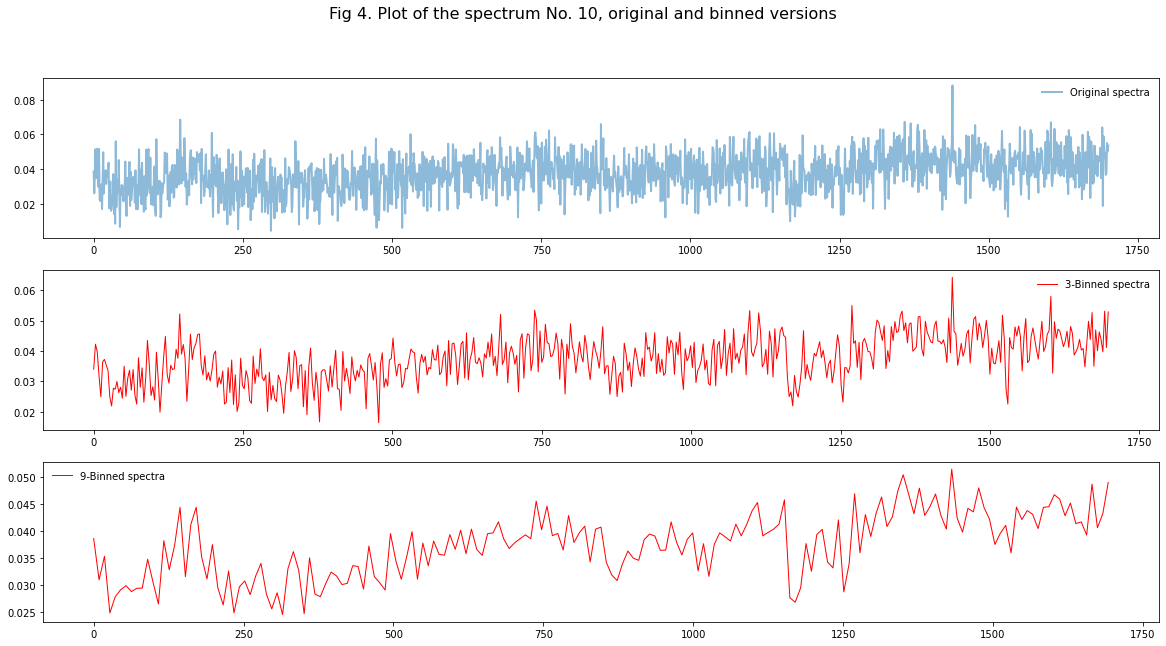 Fig 4. Plot of the spectrum No. 10, original and binned versions
Original spectra
0.08
0.06
0.04
0.02
0 250 500 750 1000 1250 1500 1750
3-Binned spectra
0.06
0.05
0.04
0.03
0.02
0 250 500 750 1000 1250 1500 1750
9-Binned spectra
0.050
0.045
0.040
0.035
0.030
0.025
0 250 500 750 1000 1250 1500 1750